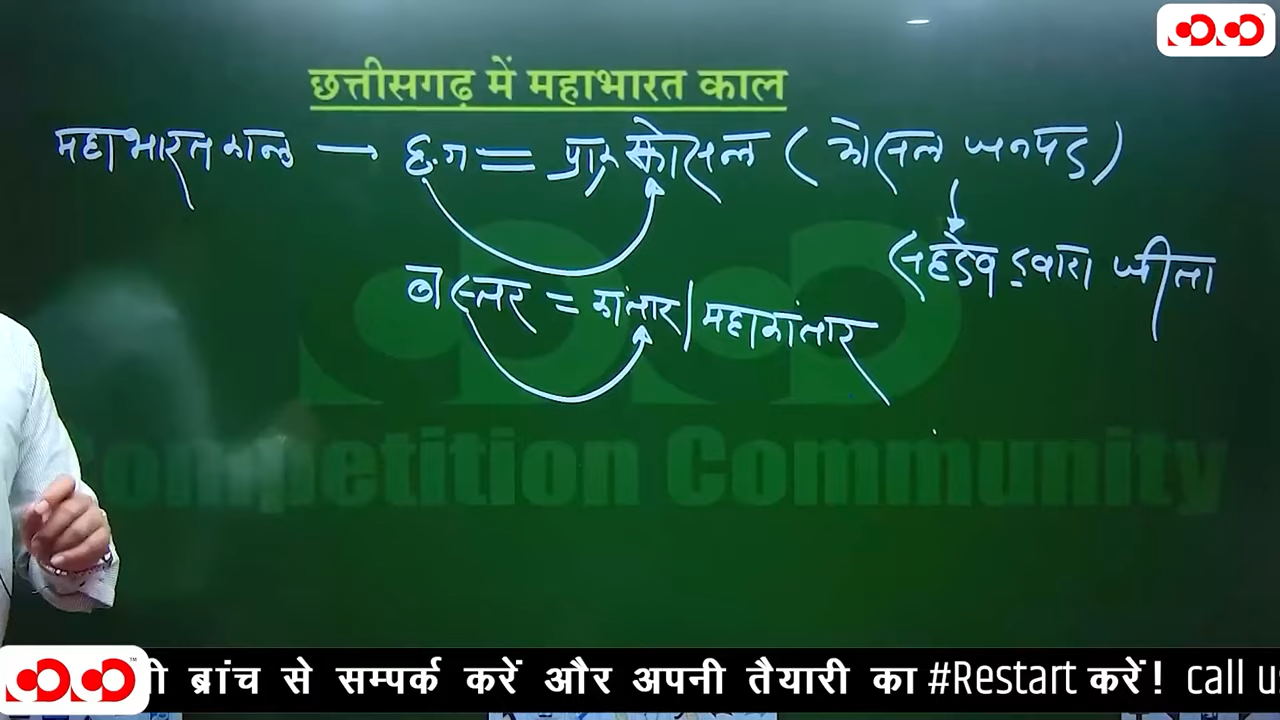 छत्तीसगढ़ में महाभारत काल
महाभारत काल → छ.ग = प्राक् कोसल (कोसल जनपद)
सहदेव द्वारा जीता
बस्तर = कांतार / महाकांतार
Competition Community
ब्रांच से सम्पर्क करें और अपनी तैयारी का #Restart करें! call us